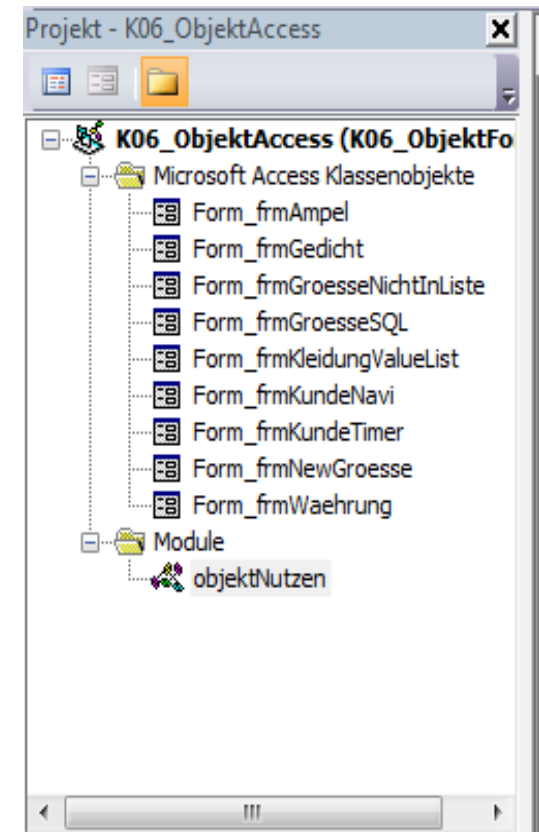 Projekt - K06_ObjektAccess
K06_ObjektAccess (K06_ObjektFo
Microsoft Access Klassenobjekte
Form_frmAmpel
Form_frmGedicht
Form_frmGroesseNichtInListe
Form_frmGroesseSQL
Form_frmKleidungValueList
Form_frmKundeNavi
Form_frmKundeTimer
Form_frmNewGroesse
Form_frmWaehrung
Module
objektNutzen